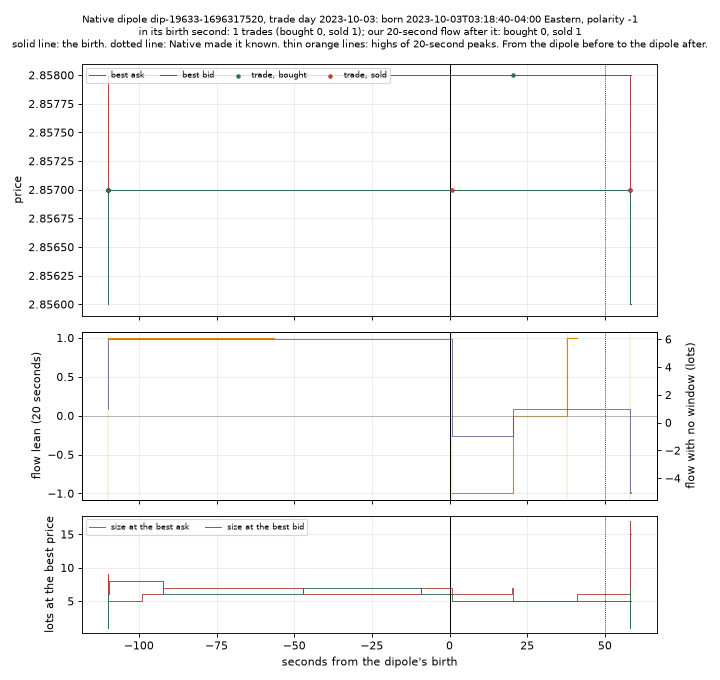 Native dipole dip-19633-1696317520, trade day 2023-10-03: born 2023-10-03T03:18:40-04:00 Eastern, polarity -1
in its birth second: 1 trades (bought 0, sold 1); our 20-second flow after it: bought 0, sold 1
solid line: the birth. dotted line: Native made it known. thin orange lines: highs of 20-second peaks. From the dipole before to the dipole after.
best ask best bid trade, bought trade, sold
2.85800
2.85775
2.85750
2.85725
2.85700
2.85675
2.85650
2.85625
2.85600
price
1.0
0.5
0.0
−0.5
−1.0
flow lean (20 seconds)
6
4
2
0
−2
−4
flow with no window (lots)
size at the best ask size at the best bid
15
10
5
lots at the best price
−100 −75 −50 −25 0 25 50
seconds from the dipole's birth